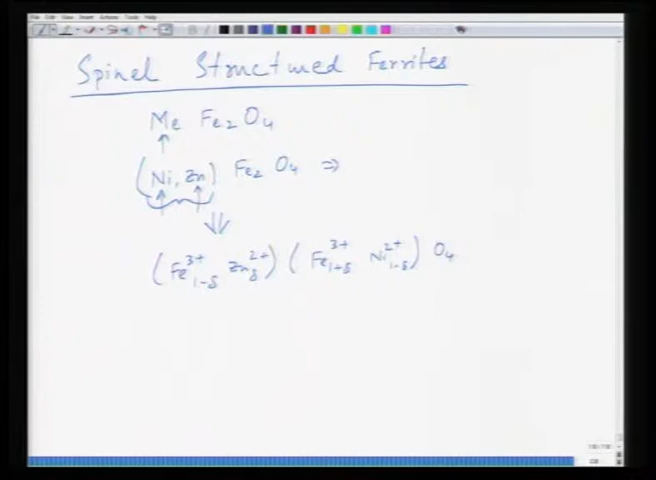 Spinel Structured Ferrites
Me Fe₂ O₄
(Ni, Zn) Fe₂ O₄ ⇒
(Fe³⁺₁₋δ Zn²⁺δ) (Fe³⁺₁₊δ Ni²⁺₁₋δ) O₄